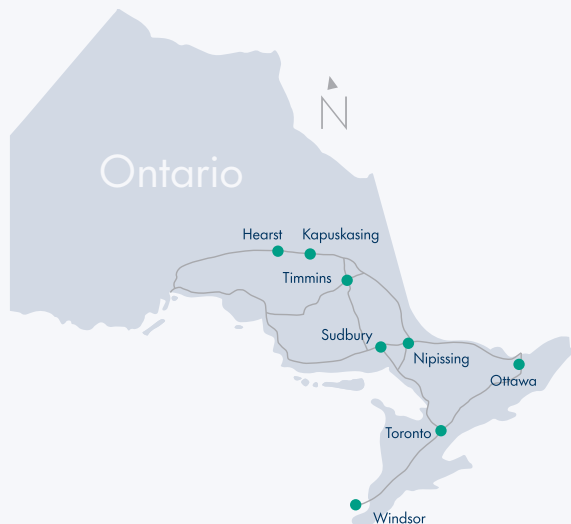 N
Ontario
Hearst
Kapuskasing
Timmins
Sudbury
Nipissing
Ottawa
Toronto
Windsor